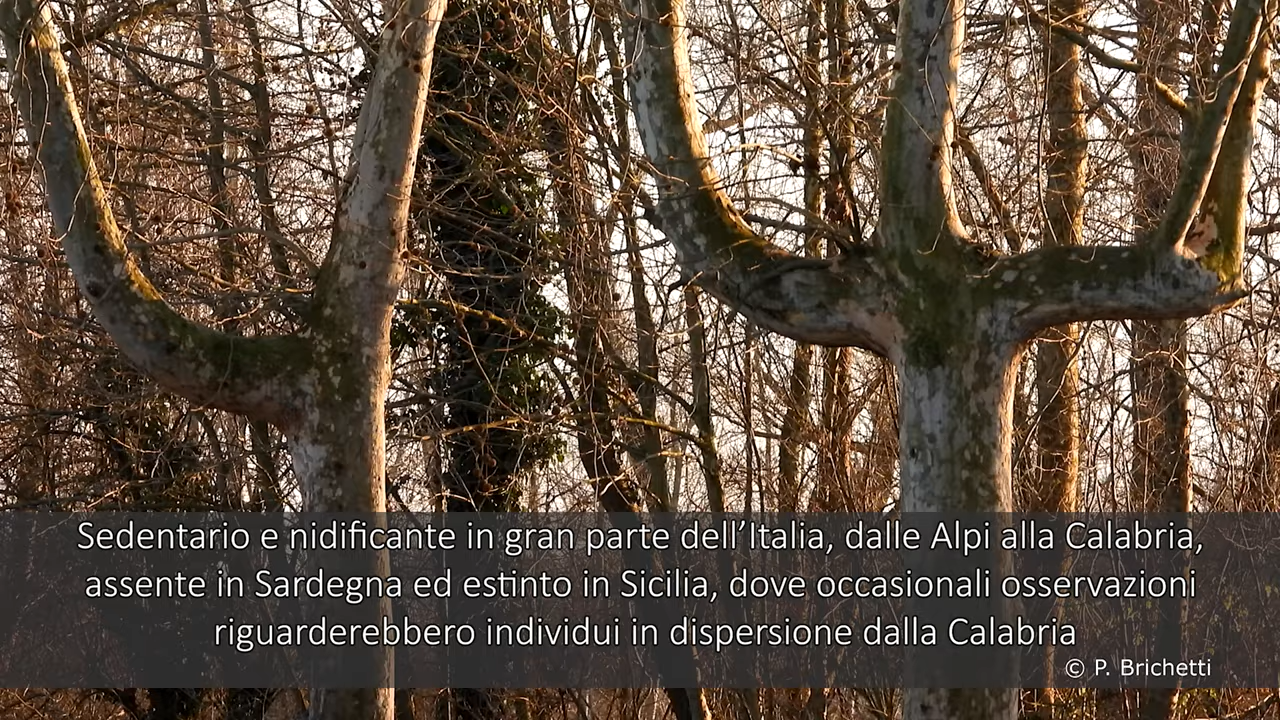 Sedentario e nidificante in gran parte dell’Italia, dalle Alpi alla Calabria,
assente in Sardegna ed estinto in Sicilia, dove occasionali osservazioni
riguarderebbero individui in dispersione dalla Calabria
© P. Brichetti